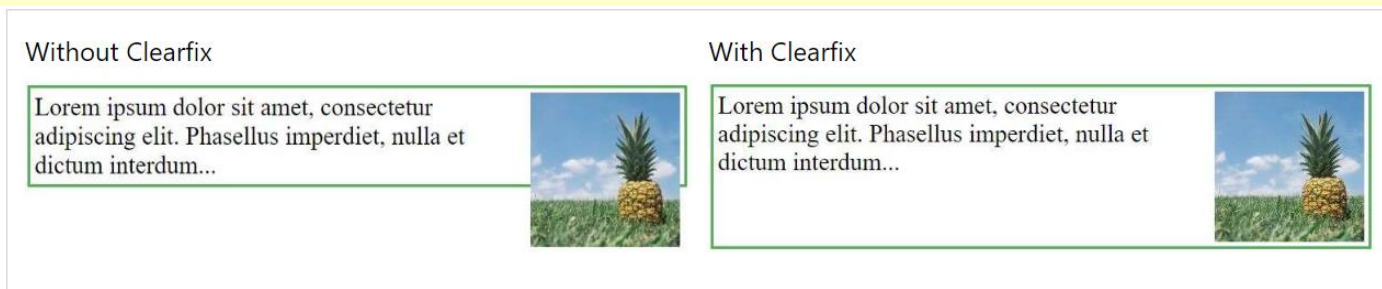 Without Clearfix
Lorem ipsum dolor sit amet, consectetur
adipiscing elit. Phasellus imperdiet, nulla et
dictum interdum...
With Clearfix
Lorem ipsum dolor sit amet, consectetur
adipiscing elit. Phasellus imperdiet, nulla et
dictum interdum...